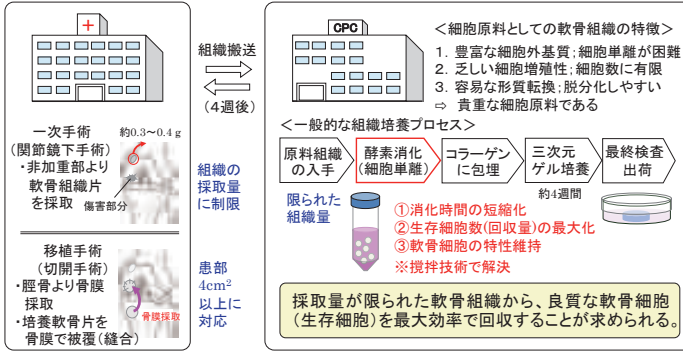 一次手術
(関節鏡下手術)
・非加重部より
軟骨組織片
を採取
約0.3〜0.4 g
傷害部分
移植手術
(切開手術)
・脛骨より骨膜
採取
・培養軟骨片を
骨膜で被覆(縫合)
骨膜採取
組織搬送
(4週後)
組織の
採取量
に制限
患部
4cm²
以上に
対応
CPC
＜細胞原料としての軟骨組織の特徴＞
1. 豊富な細胞外基質;細胞単離が困難
2. 乏しい細胞増殖性;細胞数に有限
3. 容易な形質転換;脱分化しやすい
⇨ 貴重な細胞原料である
＜一般的な組織培養プロセス＞
原料組織
の入手
酵素消化
(細胞単離)
コラーゲン
に包埋
三次元
ゲル培養
最終検査
出荷
約4週間
限られた
組織量
①消化時間の短縮化
②生存細胞数(回収量)の最大化
③軟骨細胞の特性維持
※撹拌技術で解決
採取量が限られた軟骨組織から、良質な軟骨細胞
(生存細胞)を最大効率で回収することが求められる。